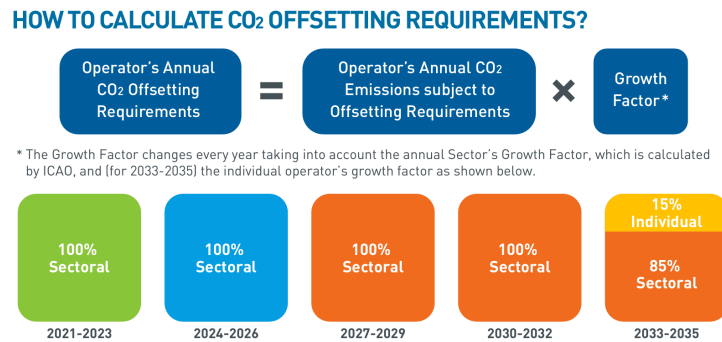 HOW TO CALCULATE CO2 OFFSETTING REQUIREMENTS?
Operator's Annual
CO2 Offsetting
Requirements
=
Operator's Annual CO2
Emissions subject to
Offsetting Requirements
×
Growth
Factor*
* The Growth Factor changes every year taking into account the annual Sector's Growth Factor, which is calculated
by ICAO, and (for 2033-2035) the individual operator's growth factor as shown below.
100%
Sectoral
2021-2023
100%
Sectoral
2024-2026
100%
Sectoral
2027-2029
100%
Sectoral
2030-2032
15%
Individual
85%
Sectoral
2033-2035